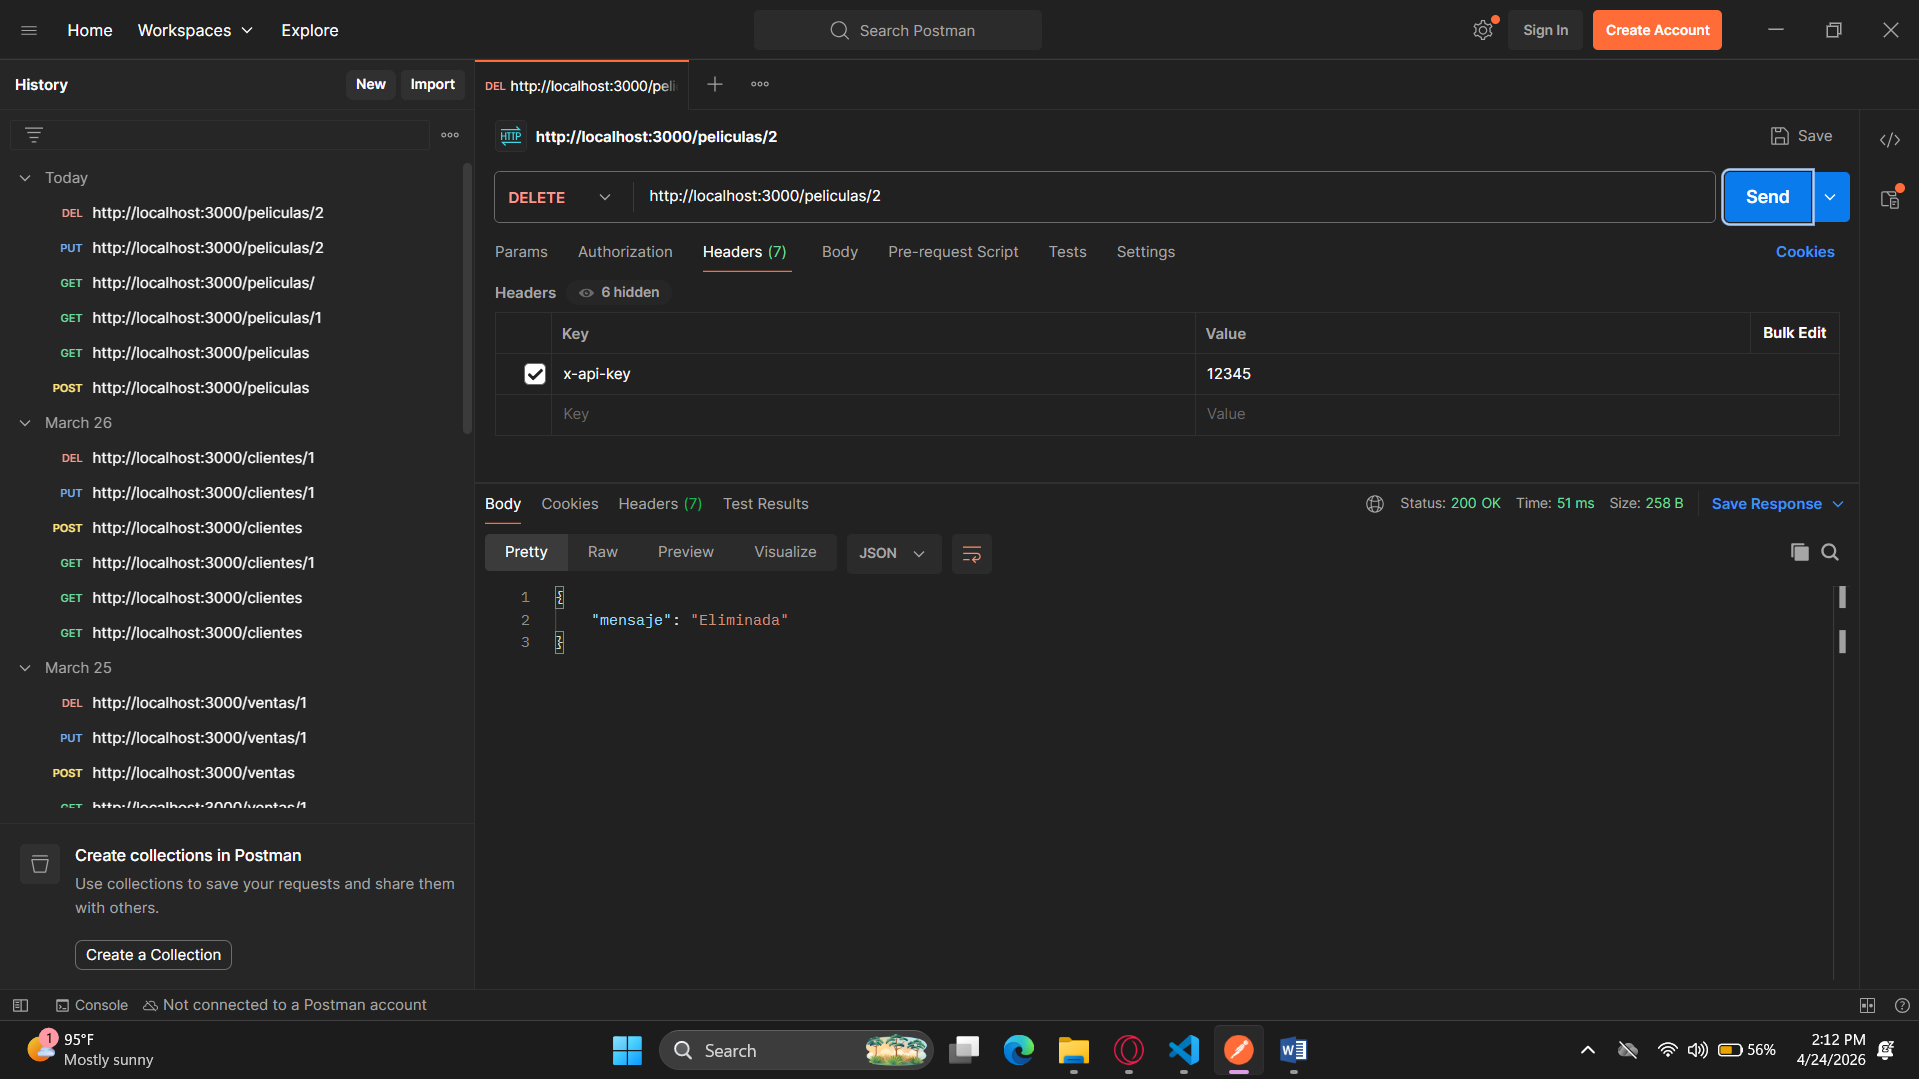 Home
Workspaces
Explore
Search Postman
Sign In
Create Account
History
New
Import
DEL http://localhost:3000/peli
http://localhost:3000/peliculas/2
Save
Today
DEL http://localhost:3000/peliculas/2
PUT http://localhost:3000/peliculas/2
GET http://localhost:3000/peliculas/
GET http://localhost:3000/peliculas/1
GET http://localhost:3000/peliculas
POST http://localhost:3000/peliculas
March 26
DEL http://localhost:3000/clientes/1
PUT http://localhost:3000/clientes/1
POST http://localhost:3000/clientes
GET http://localhost:3000/clientes/1
GET http://localhost:3000/clientes
GET http://localhost:3000/clientes
March 25
DEL http://localhost:3000/ventas/1
PUT http://localhost:3000/ventas/1
POST http://localhost:3000/ventas
GET http://localhost:3000/ventas/1
Create collections in Postman
Use collections to save your requests and share them
with others.
Create a Collection
DELETE
http://localhost:3000/peliculas/2
Send
Params
Authorization
Headers (7)
Body
Pre-request Script
Tests
Settings
Cookies
Headers
6 hidden
Key
Value
Bulk Edit
x-api-key
12345
Key
Value
Body
Cookies
Headers (7)
Test Results
Status: 200 OK
Time: 51 ms
Size: 258 B
Save Response
Pretty
Raw
Preview
Visualize
JSON
1 {
2 "mensaje": "Eliminada"
3 }
Console
Not connected to a Postman account
1
95°F
Mostly sunny
Search
56%
2:12 PM
4/24/2026